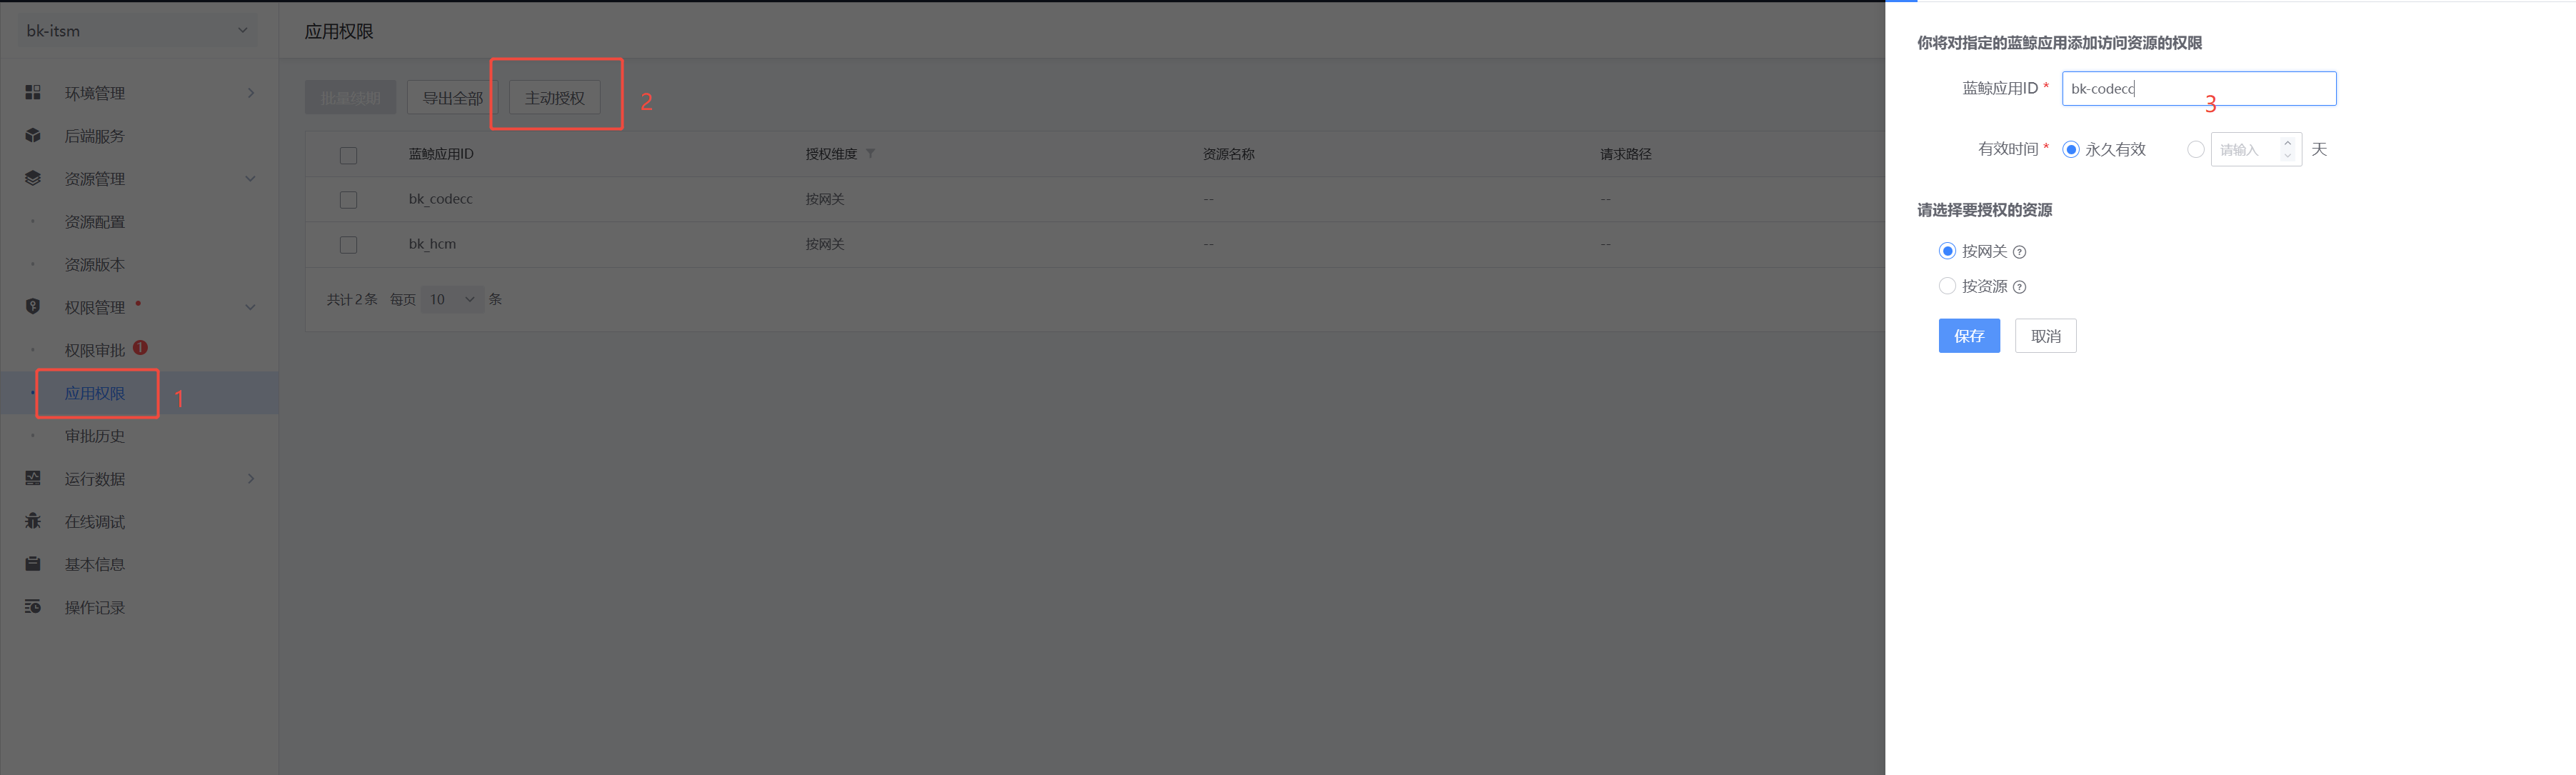 bk-itsm
环境管理
后端服务
资源管理
资源配置
资源版本
权限管理
权限审批 1
应用权限 1
审批历史
运行数据
在线调试
基本信息
操作记录
应用权限
批量续期 导出全部 主动授权 2
蓝鲸应用ID 授权维度 资源名称 请求路径
bk_codecc 按网关 -- --
bk_hcm 按网关 -- --
共计2条 每页 10 条
你将对指定的蓝鲸应用添加访问资源的权限
蓝鲸应用ID * bk-codecc 3
有效时间 * 永久有效 请输入 天
请选择要授权的资源
按网关 ?
按资源 ?
保存 取消